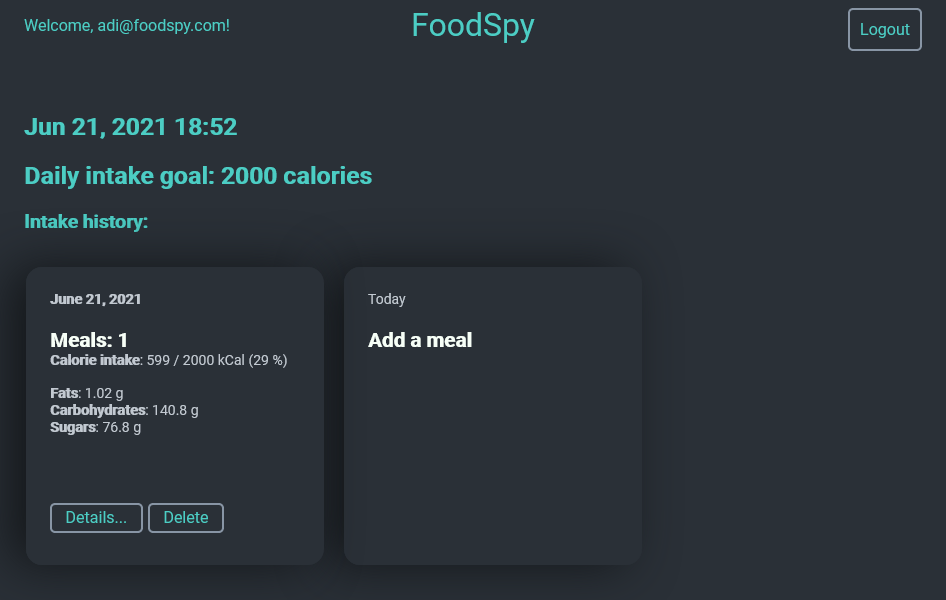 Welcome, adi@foodspy.com!
FoodSpy
Logout
Jun 21, 2021 18:52
Daily intake goal: 2000 calories
Intake history:
June 21, 2021
Meals: 1
Calorie intake: 599 / 2000 kCal (29 %)
Fats: 1.02 g
Carbohydrates: 140.8 g
Sugars: 76.8 g
Details...
Delete
Today
Add a meal